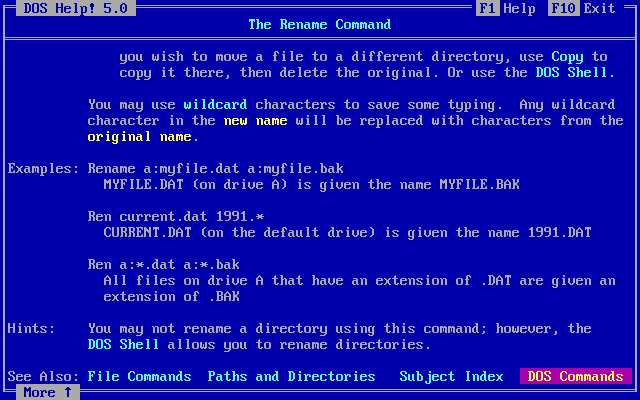 DOS Help! 5.0 F1 Help F10 Exit
The Rename Command
you wish to move a file to a different directory, use Copy to
copy it there, then delete the original. Or use the DOS Shell.
You may use wildcard characters to save some typing. Any wildcard
character in the new name will be replaced with characters from the
original name.
Examples: Rename a:myfile.dat a:myfile.bak
MYFILE.DAT (on drive A) is given the name MYFILE.BAK
Ren current.dat 1991.*
CURRENT.DAT (on the default drive) is given the name 1991.DAT
Ren a:*.dat a:*.bak
All files on drive A that have an extension of .DAT are given an
extension of .BAK
Hints: You may not rename a directory using this command; however, the
DOS Shell allows you to rename directories.
See Also: File Commands Paths and Directories Subject Index DOS Commands
More ↑